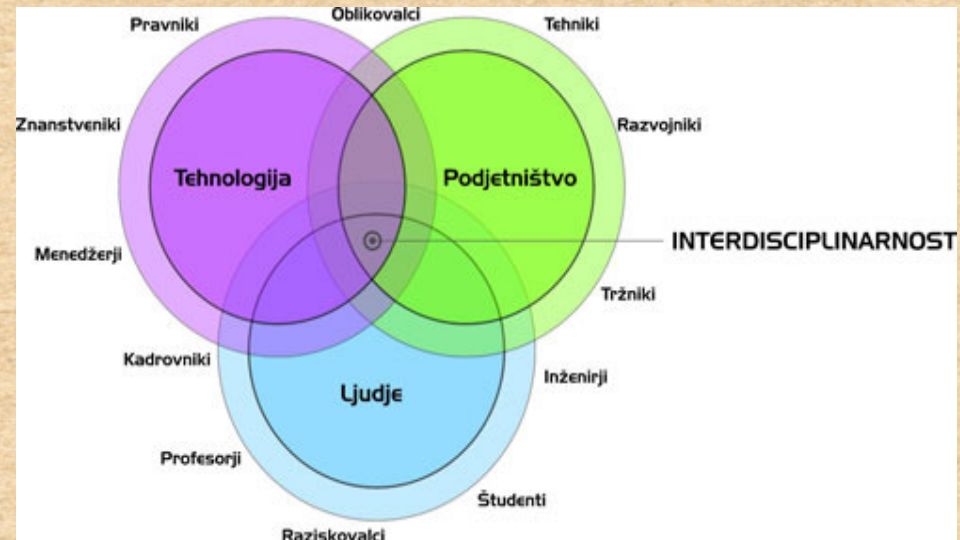 Oblikovalci
Pravniki
Tehniki
Znanstveniki
Razvojniki
Tehnologija
Podjetništvo
INTERDISCIPLINARNOST
Menedžerji
Tržniki
Kadrovniki
Inženirji
Ljudje
Profesorji
Študenti
Raziskovalci